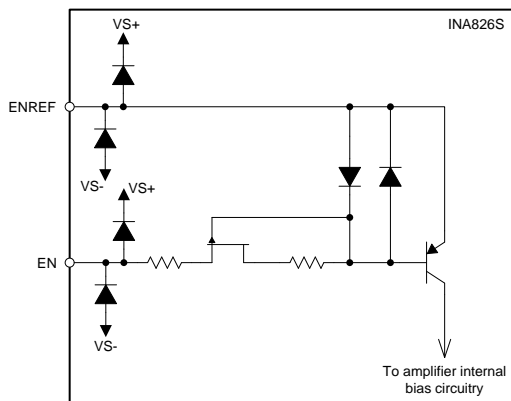 INA826S
VS+
ENREF
VS-
VS+
EN
VS-
To amplifier internal
bias circuitry